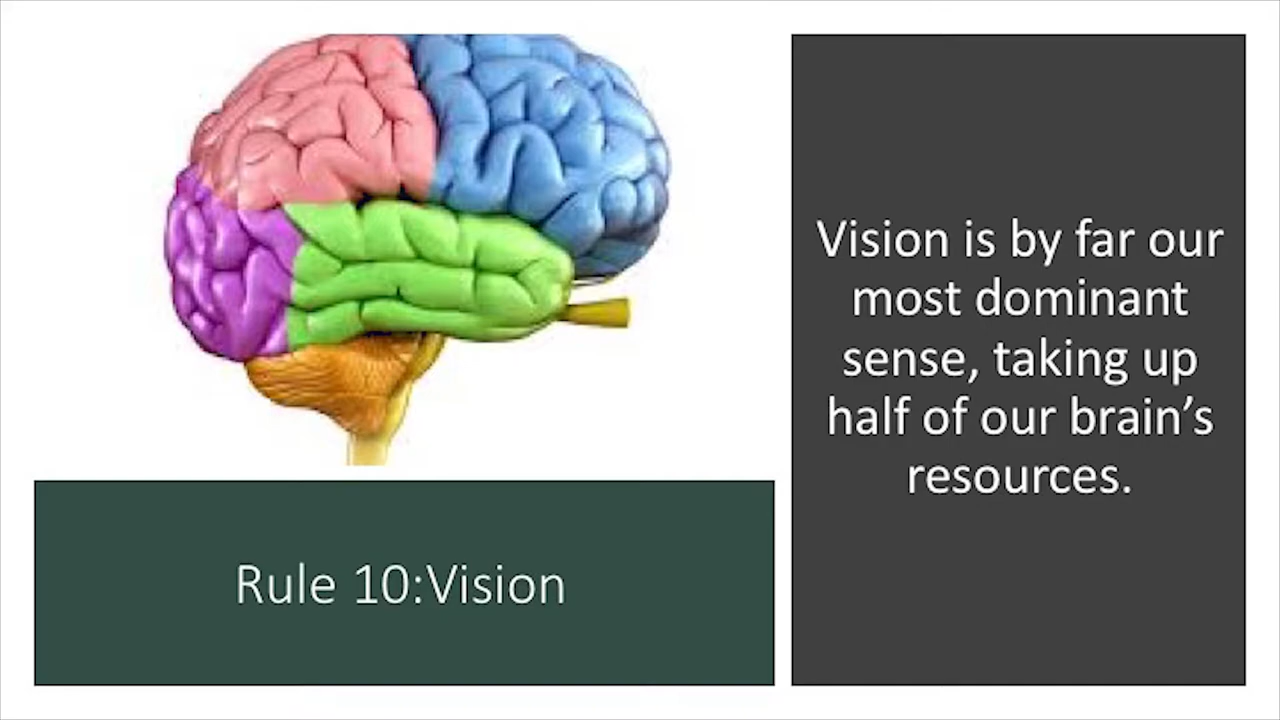 Vision is by far our
most dominant
sense, taking up
half of our brain’s
resources.
Rule 10:Vision